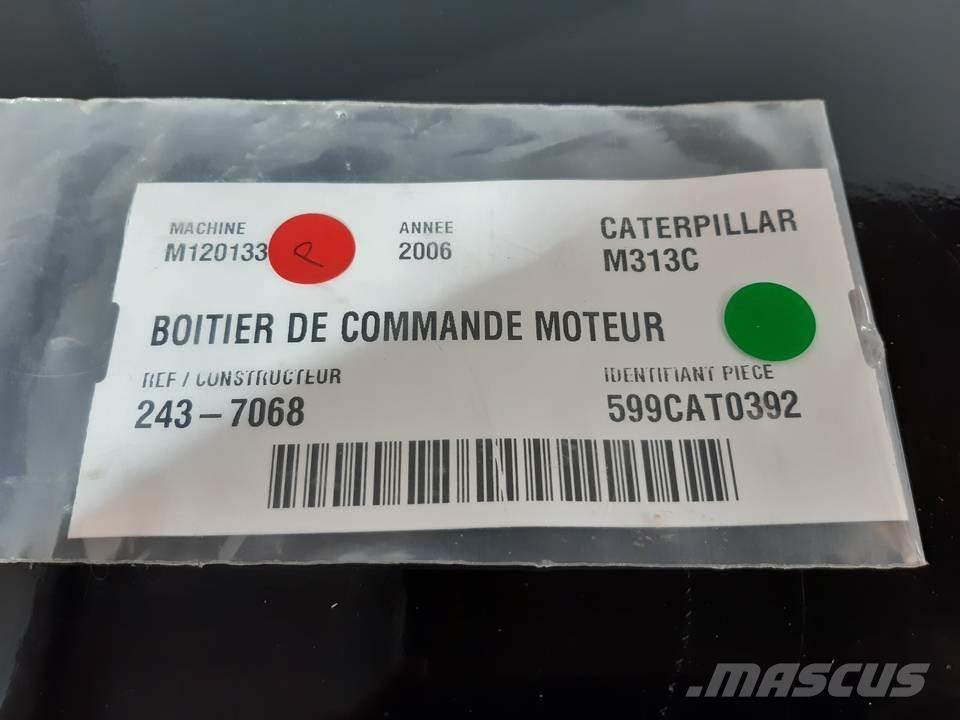 MACHINE
M120133
P
ANNEE
2006
CATERPILLAR
M313C
BOITIER DE COMMANDE MOTEUR
REF / CONSTRUCTEUR
243-7068
IDENTIFIANT PIECE
599CAT0392
.MASCUS